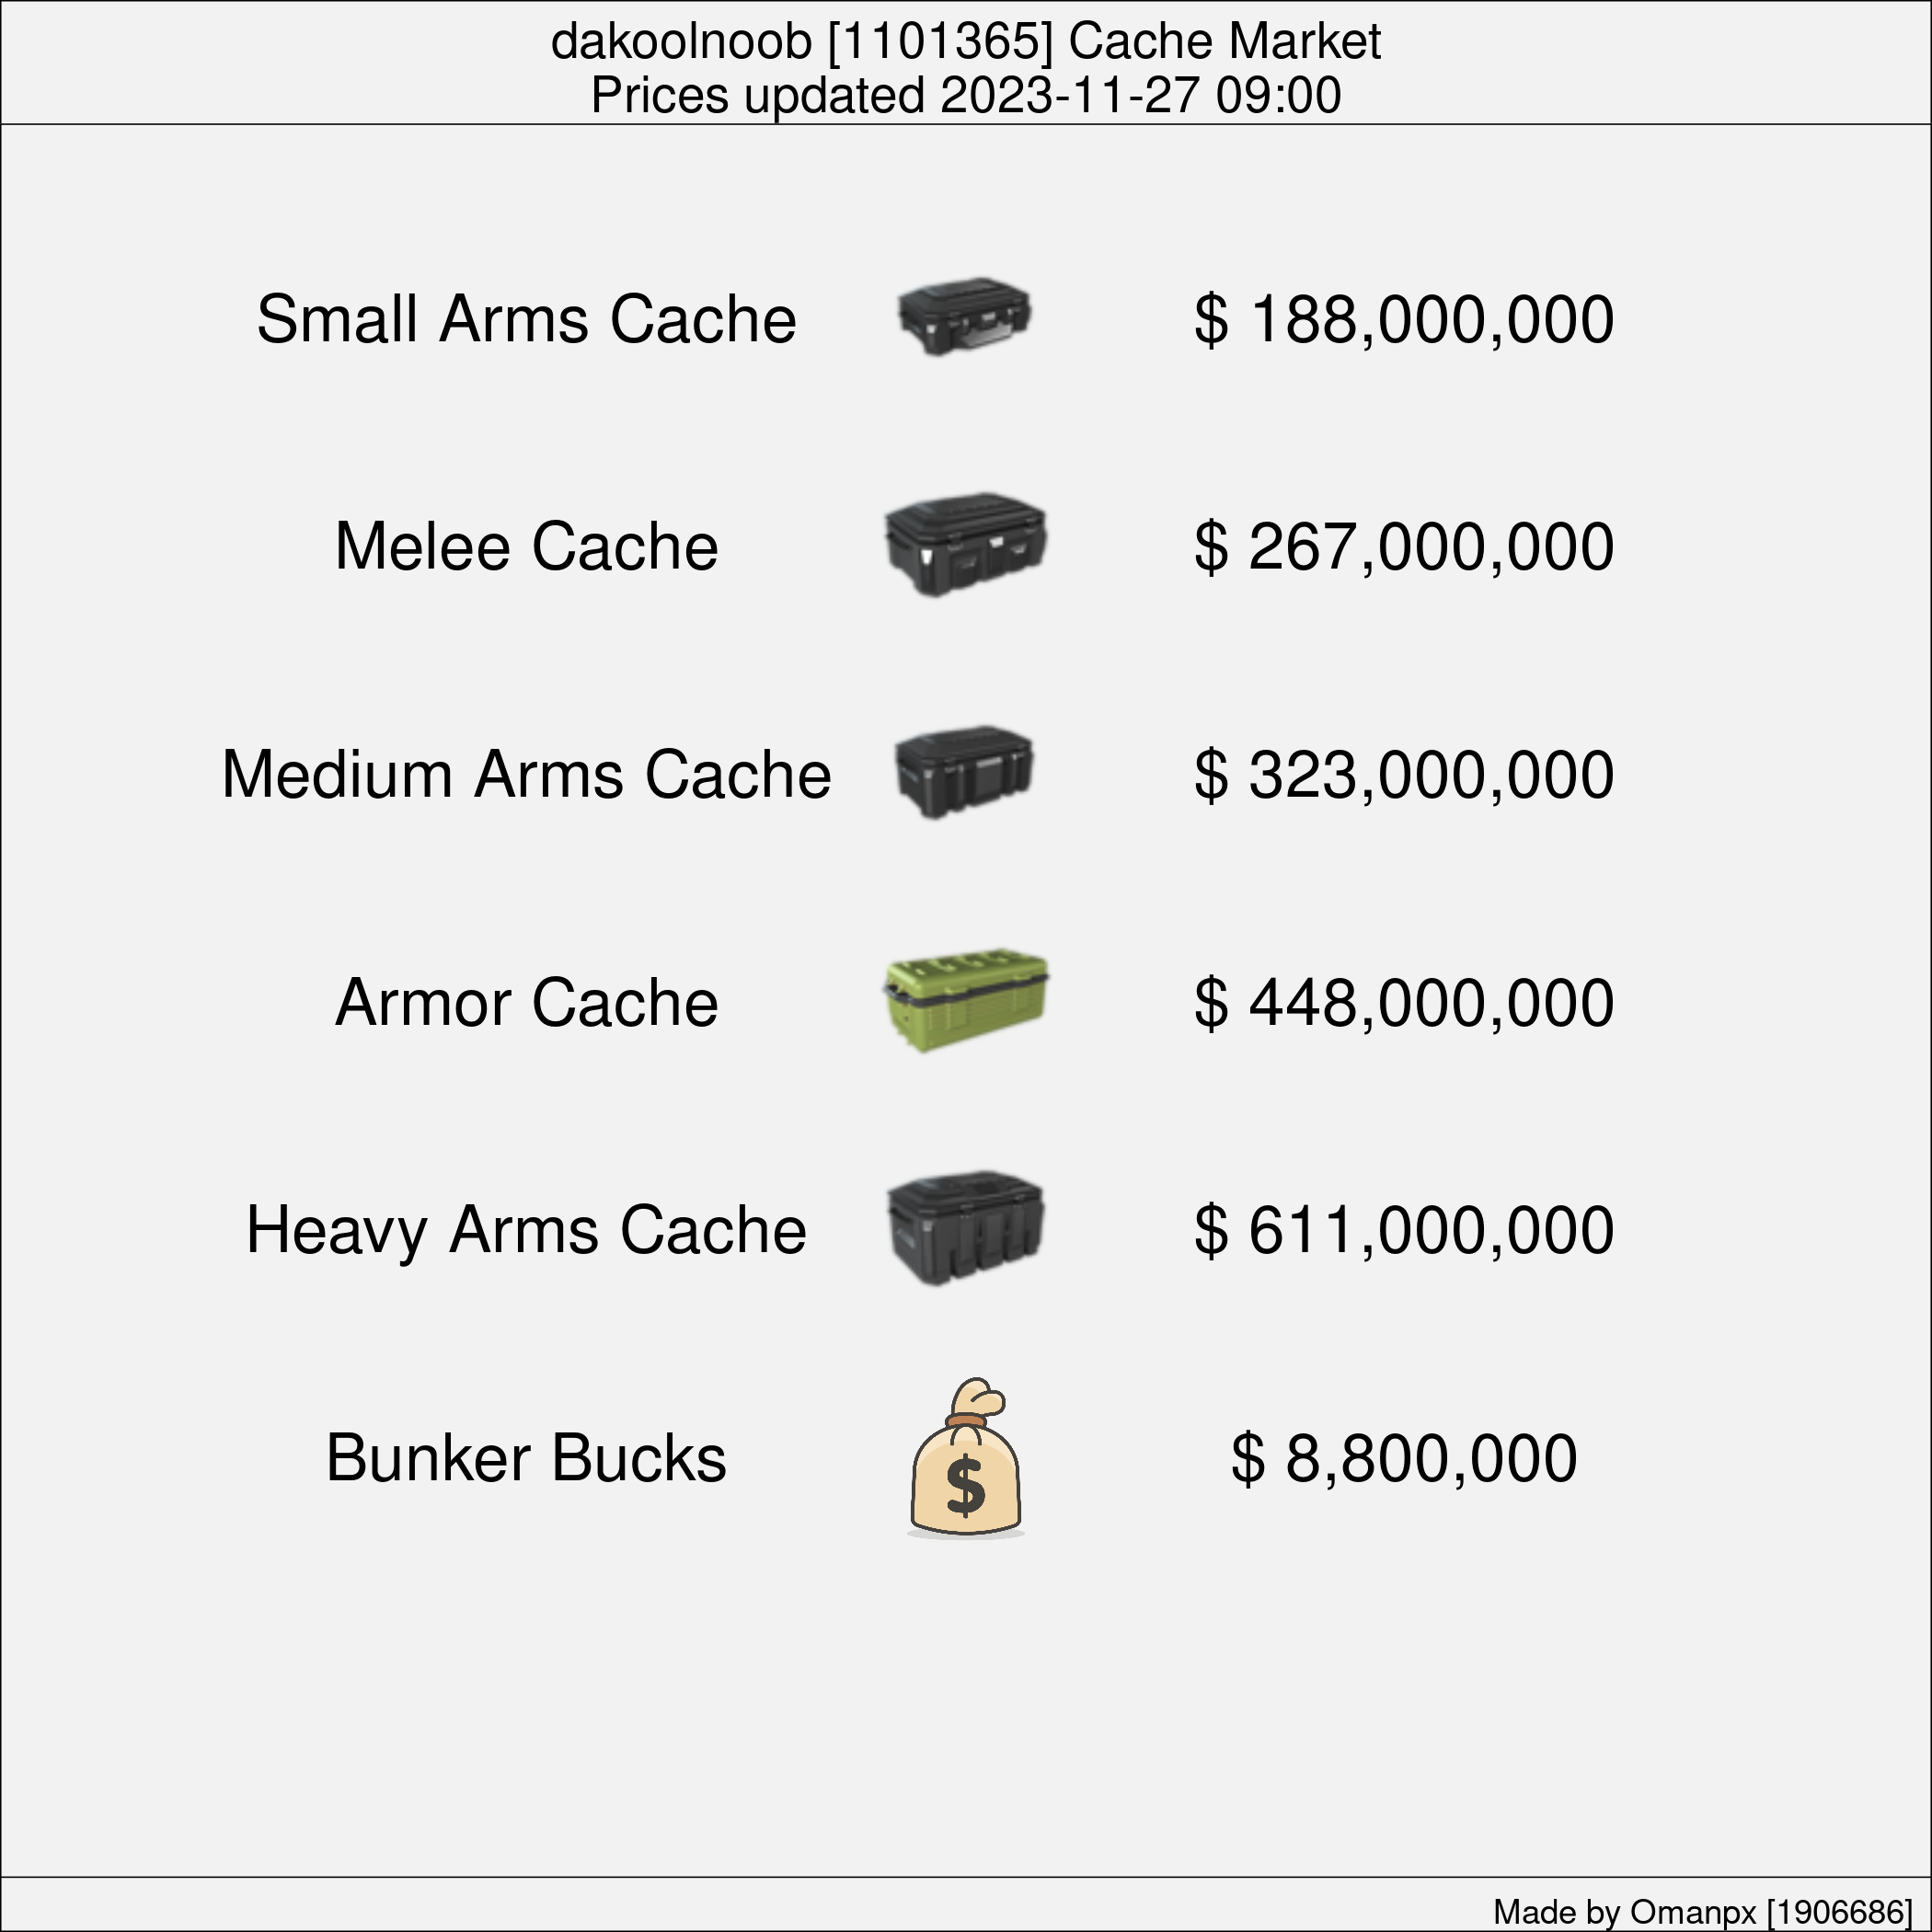 dakoolnoob [1101365] Cache Market
Prices updated 2023-11-27 09:00
Small Arms Cache $ 188,000,000
Melee Cache $ 267,000,000
Medium Arms Cache $ 323,000,000
Armor Cache $ 448,000,000
Heavy Arms Cache $ 611,000,000
Bunker Bucks $ $ 8,800,000
Made by Omanpx [1906686]